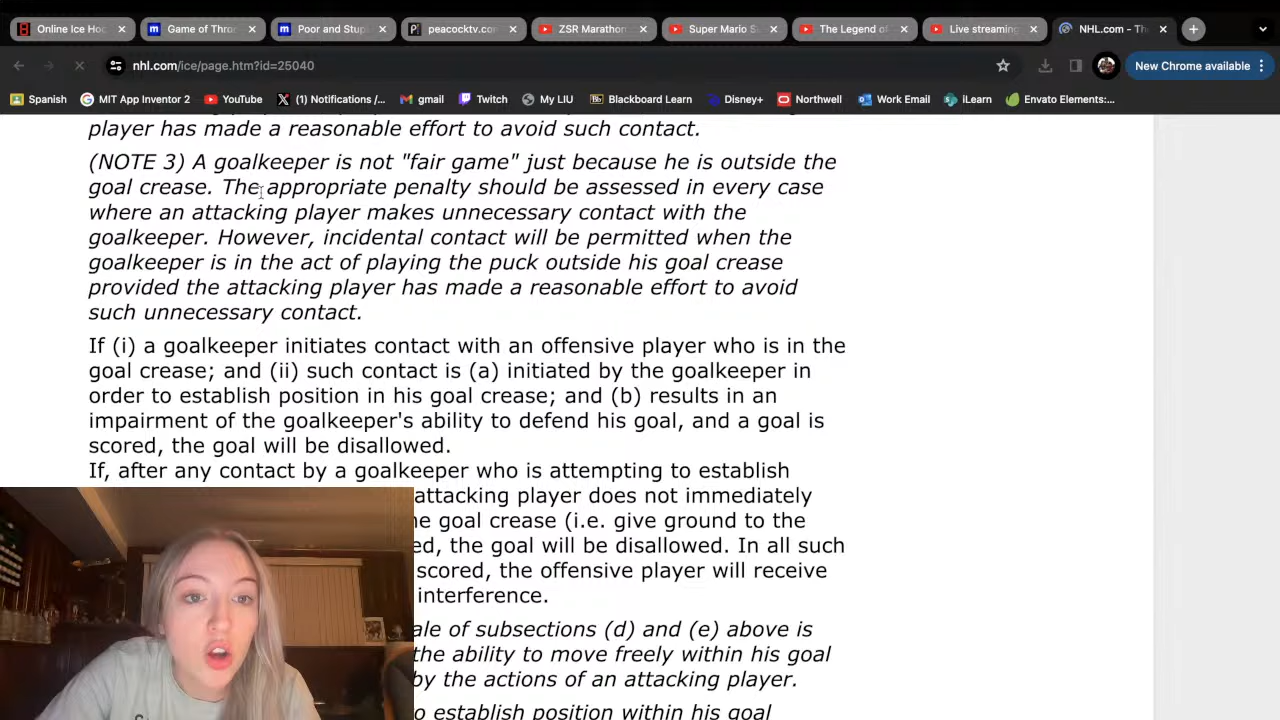 Online Ice Hoc
Game of Thron
Poor and Stup
peacocktv.com
ZSR Marathon
Super Mario S
The Legend of
Live streaming
NHL.com - Th
nhl.com/ice/page.htm?id=25040
New Chrome available
Spanish
MIT App Inventor 2
YouTube
(1) Notifications /...
gmail
Twitch
My LIU
Blackboard Learn
Disney+
Northwell
Work Email
iLearn
Envato Elements:...
player has made a reasonable effort to avoid such contact.
(NOTE 3) A goalkeeper is not "fair game" just because he is outside the
goal crease. The appropriate penalty should be assessed in every case
where an attacking player makes unnecessary contact with the
goalkeeper. However, incidental contact will be permitted when the
goalkeeper is in the act of playing the puck outside his goal crease
provided the attacking player has made a reasonable effort to avoid
such unnecessary contact.
If (i) a goalkeeper initiates contact with an offensive player who is in the
goal crease; and (ii) such contact is (a) initiated by the goalkeeper in
order to establish position in his goal crease; and (b) results in an
impairment of the goalkeeper's ability to defend his goal, and a goal is
scored, the goal will be disallowed.
If, after any contact by a goalkeeper who is attempting to establish
attacking player does not immediately
he goal crease (i.e. give ground to the
ed, the goal will be disallowed. In all such
scored, the offensive player will receive
interference.
ale of subsections (d) and (e) above is
the ability to move freely within his goal
by the actions of an attacking player.
o establish position within his goal